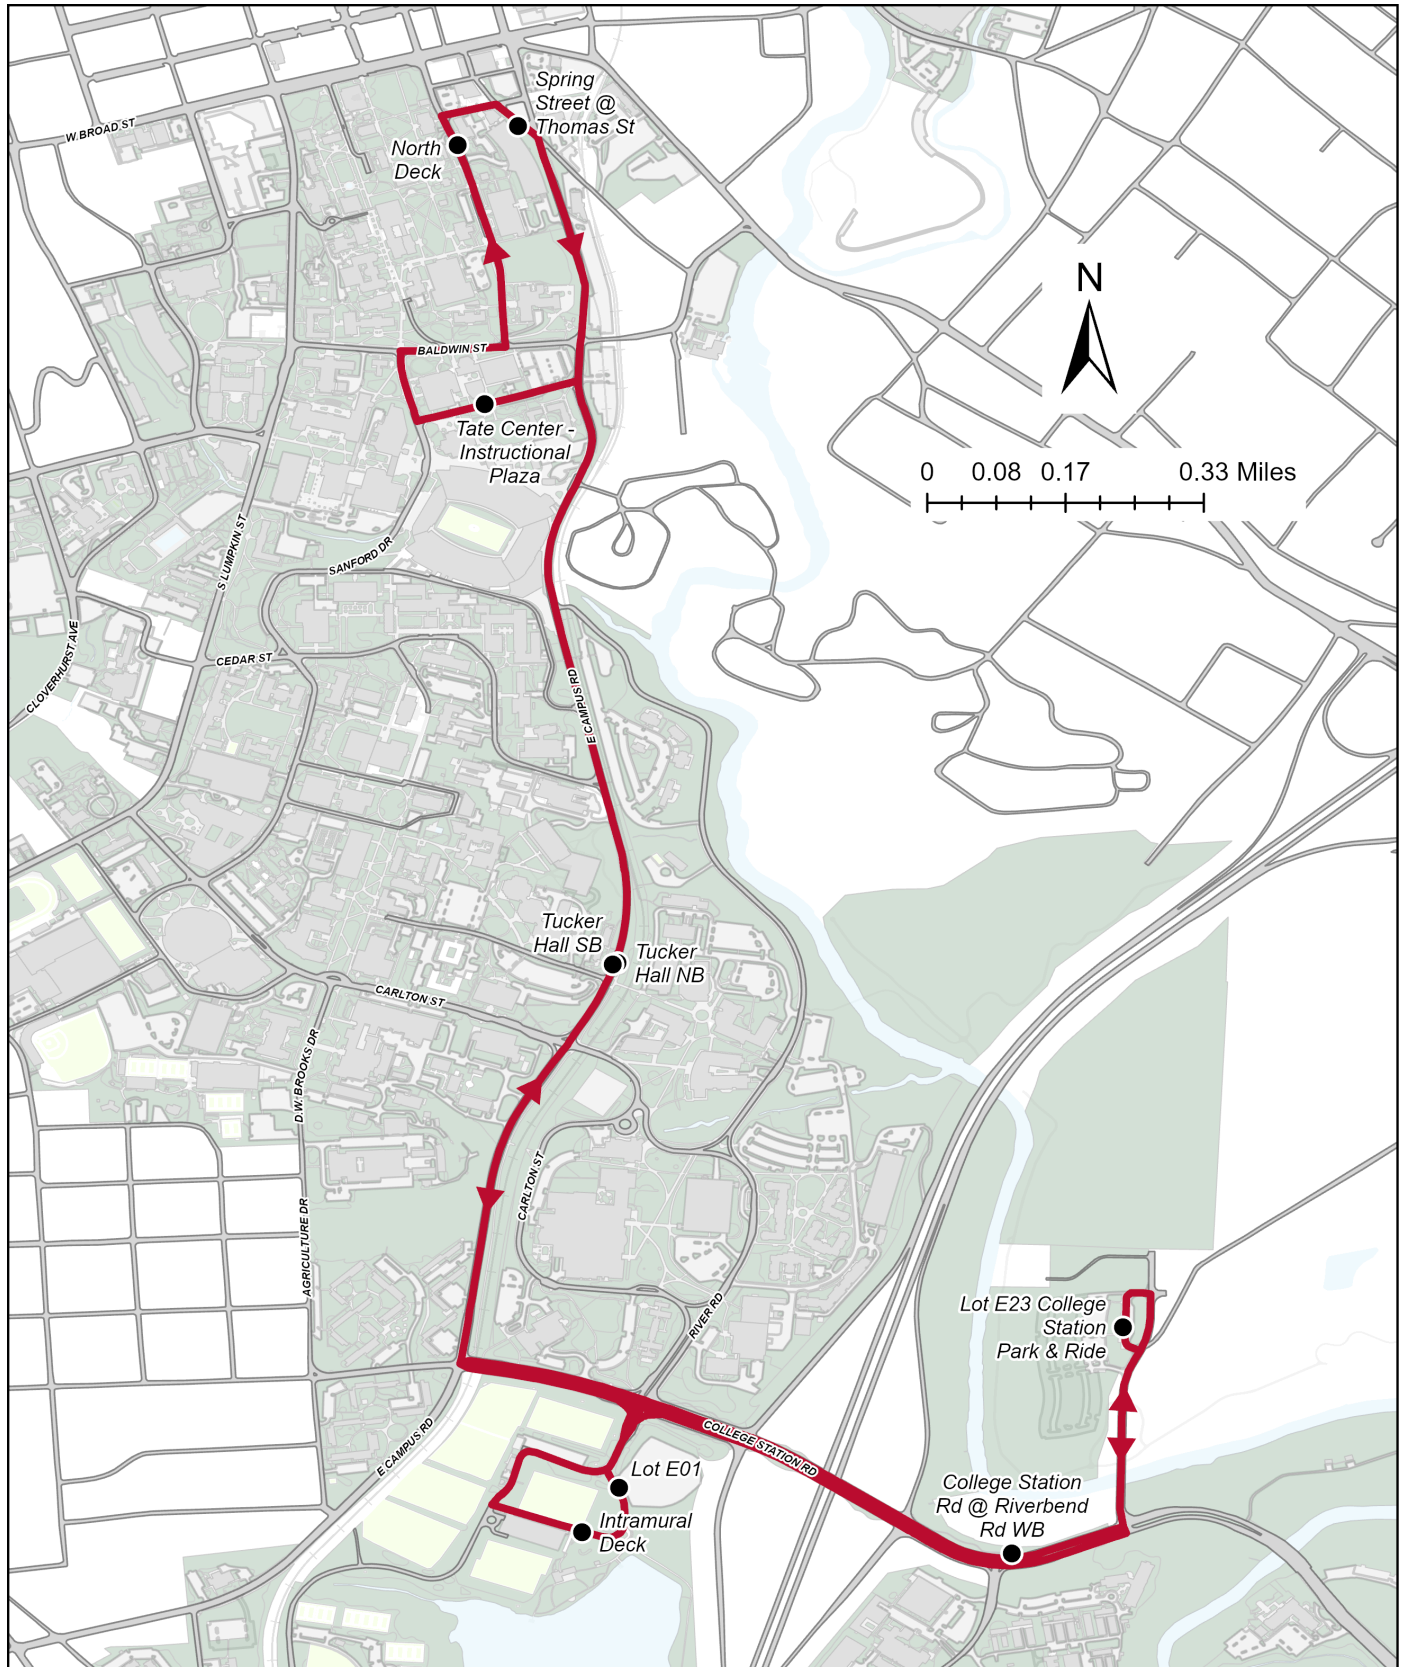 Spring
Street @
Thomas St
W BROAD ST
North
Deck
N
BALDWIN ST
Tate Center -
Instructional
Plaza
0 0.08 0.17 0.33 Miles
S LUMPKIN ST
SANFORD DR
CLOVERHURST AVE
CEDAR ST
E CAMPUS RD
Tucker
Hall SB
Tucker
Hall NB
CARLTON ST
D.W. BROOKS DR
CARLTON ST
AGRICULTURE DR
RIVER RD
Lot E23 College
Station
Park & Ride
E CAMPUS RD
COLLEGE STATION RD
Lot E01
College Station
Rd @ Riverbend
Rd WB
Intramural
Deck